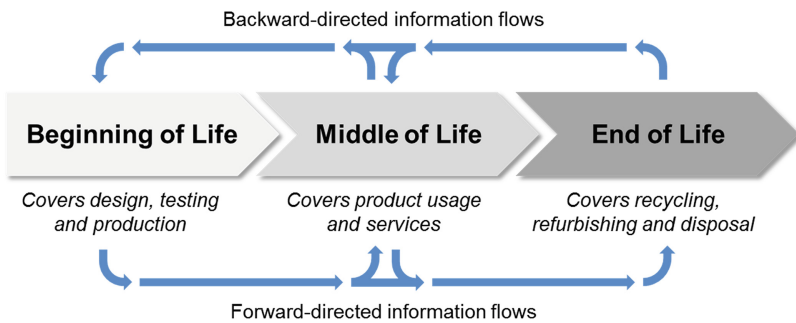 Backward-directed information flows
Beginning of Life
Middle of Life
End of Life
Covers design, testing
and production
Covers product usage
and services
Covers recycling,
refurbishing and disposal
Forward-directed information flows